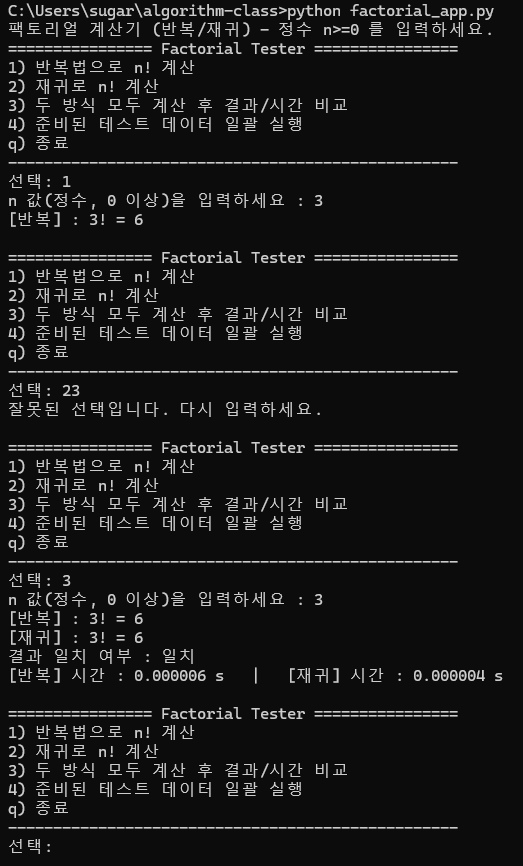 C:\Users\sugar\algorithm-class>python factorial_app.py
팩토리얼 계산기 (반복/재귀) - 정수 n>=0 를 입력하세요.
================ Factorial Tester ================
1) 반복법으로 n! 계산
2) 재귀로 n! 계산
3) 두 방식 모두 계산 후 결과/시간 비교
4) 준비된 테스트 데이터 일괄 실행
q) 종료
--------------------------------------------------
선택: 1
n 값(정수, 0 이상)을 입력하세요 : 3
[반복] : 3! = 6
================ Factorial Tester ================
1) 반복법으로 n! 계산
2) 재귀로 n! 계산
3) 두 방식 모두 계산 후 결과/시간 비교
4) 준비된 테스트 데이터 일괄 실행
q) 종료
--------------------------------------------------
선택: 23
잘못된 선택입니다. 다시 입력하세요.
================ Factorial Tester ================
1) 반복법으로 n! 계산
2) 재귀로 n! 계산
3) 두 방식 모두 계산 후 결과/시간 비교
4) 준비된 테스트 데이터 일괄 실행
q) 종료
--------------------------------------------------
선택: 3
n 값(정수, 0 이상)을 입력하세요 : 3
[반복] : 3! = 6
[재귀] : 3! = 6
결과 일치 여부 : 일치
[반복] 시간 : 0.000006 s   |   [재귀] 시간 : 0.000004 s
================ Factorial Tester ================
1) 반복법으로 n! 계산
2) 재귀로 n! 계산
3) 두 방식 모두 계산 후 결과/시간 비교
4) 준비된 테스트 데이터 일괄 실행
q) 종료
--------------------------------------------------
선택: